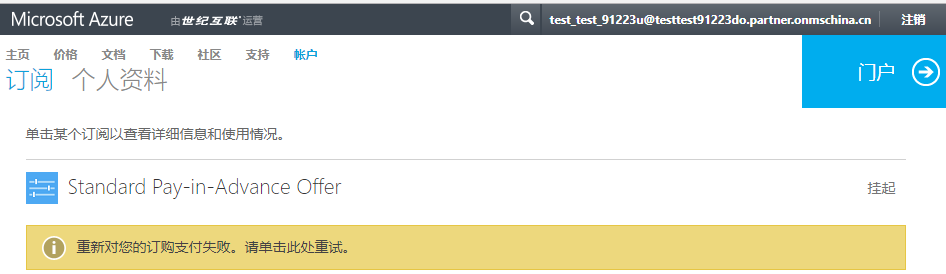 Microsoft Azure 由世纪互联运营 test_test_91223u@testtest91223do.partner.onmschina.cn 注销
主页 价格 文档 下载 社区 支持 帐户
订阅 个人资料 门户
单击某个订阅以查看详细信息和使用情况。
Standard Pay-in-Advance Offer 挂起
重新对您的订购支付失败。请单击此处重试。